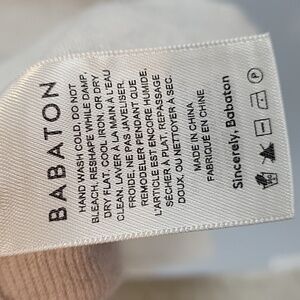 BABATON
HAND WASH COLD, DO NOT
BLEACH, RESHAPE WHILE DAMP,
DRY FLAT, COOL IRON, OR DRY
CLEAN. LAVER À LA MAIN À L'EAU
FROIDE, NE PAS JAVELISER,
REMODELER PENDANT QUE
L'ARTICLE EST ENCORE HUMIDE,
SÉCHER À PLAT, REPASSAGE
DOUX, OU NETTOYER À SEC.
MADE IN CHINA
FABRIQUÉ EN CHINE
Sincerely, Babaton
P